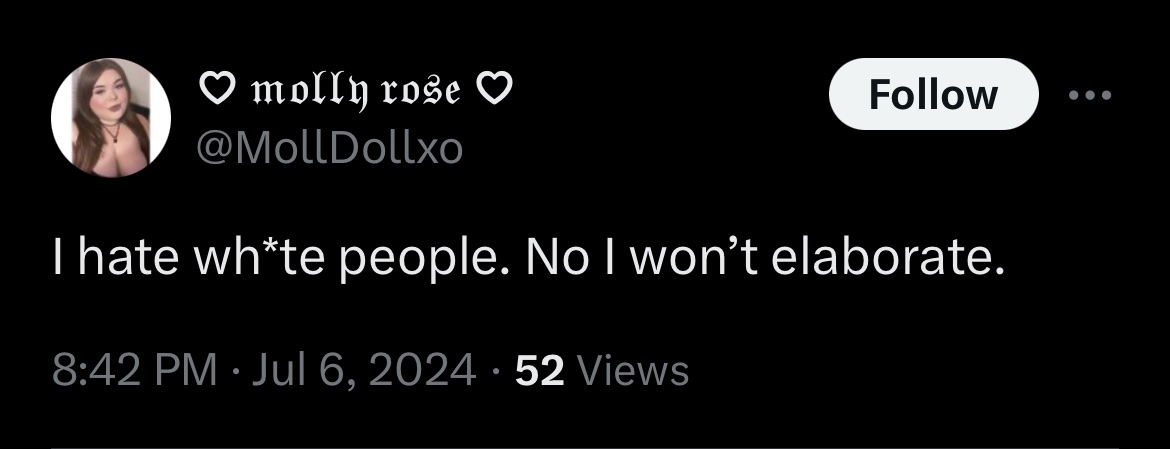 ♡ 𝔪𝔬𝔩𝔩𝔶 𝔯𝔬𝔰𝔢 ♡
@MollDollxo
Follow
I hate wh*te people. No I won’t elaborate.
8:42 PM · Jul 6, 2024 · 52 Views